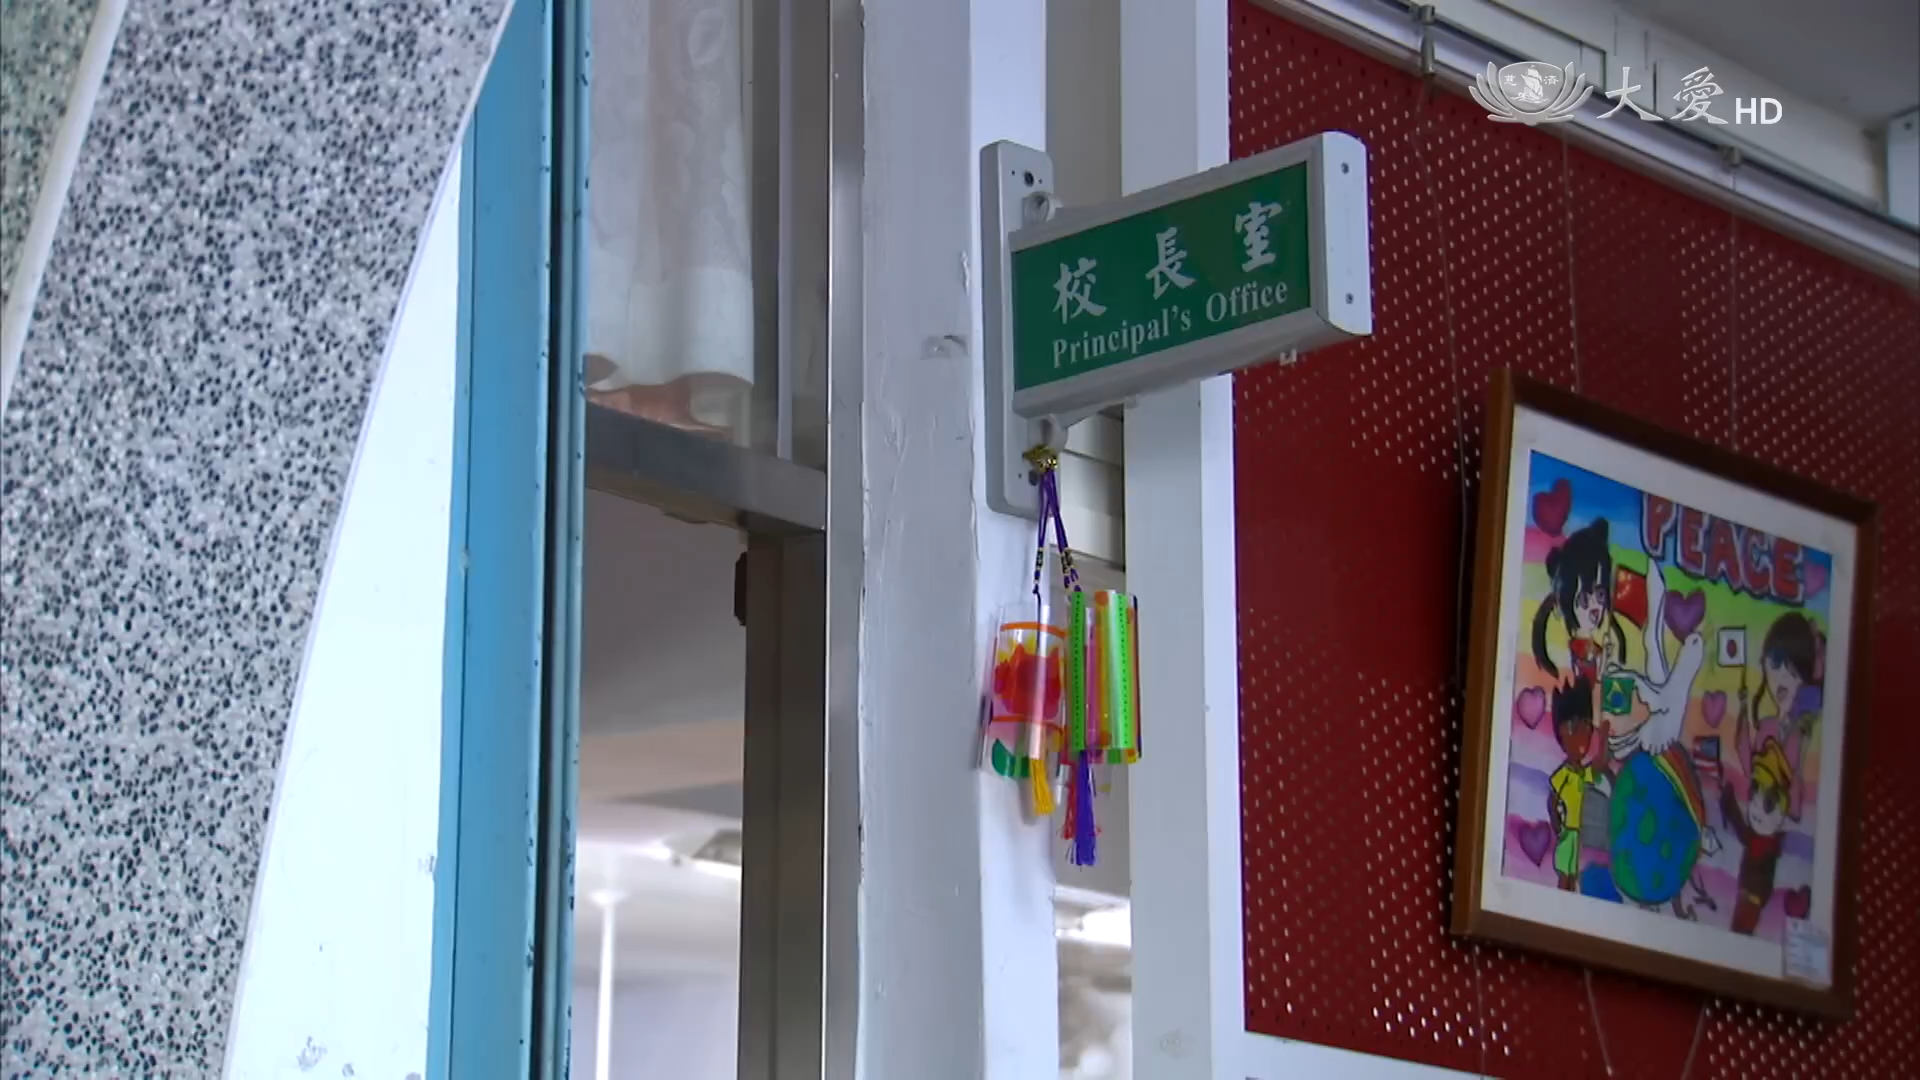 大愛HD
校長室
Principal's Office
PEACE